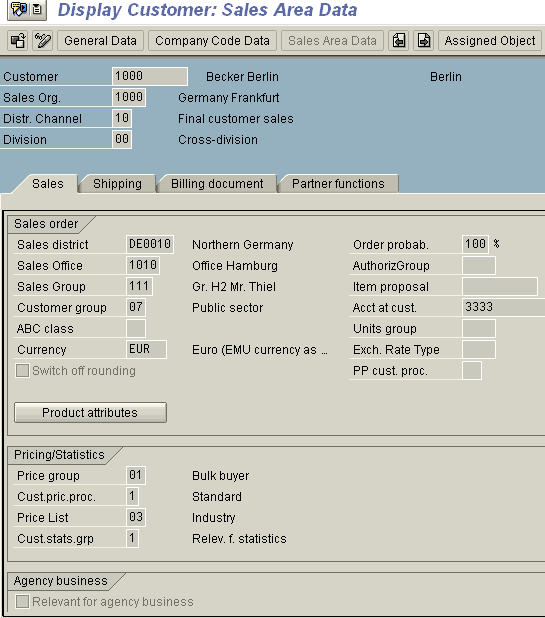 Display Customer: Sales Area Data
General Data Company Code Data Sales Area Data Assigned Object
Customer 1000 Becker Berlin Berlin
Sales Org. 1000 Germany Frankfurt
Distr. Channel 10 Final customer sales
Division 00 Cross-division
Sales Shipping Billing document Partner functions
Sales order
Sales district DE0010 Northern Germany Order probab. 100 %
Sales Office 1010 Office Hamburg AuthorizGroup
Sales Group 111 Gr. H2 Mr. Thiel Item proposal
Customer group 07 Public sector Acct at cust. 3333
ABC class Units group
Currency EUR Euro (EMU currency as ... Exch. Rate Type
Switch off rounding PP cust. proc.
Product attributes
Pricing/Statistics
Price group 01 Bulk buyer
Cust.pric.proc. 1 Standard
Price List 03 Industry
Cust.stats.grp 1 Relev. f. statistics
Agency business
Relevant for agency business